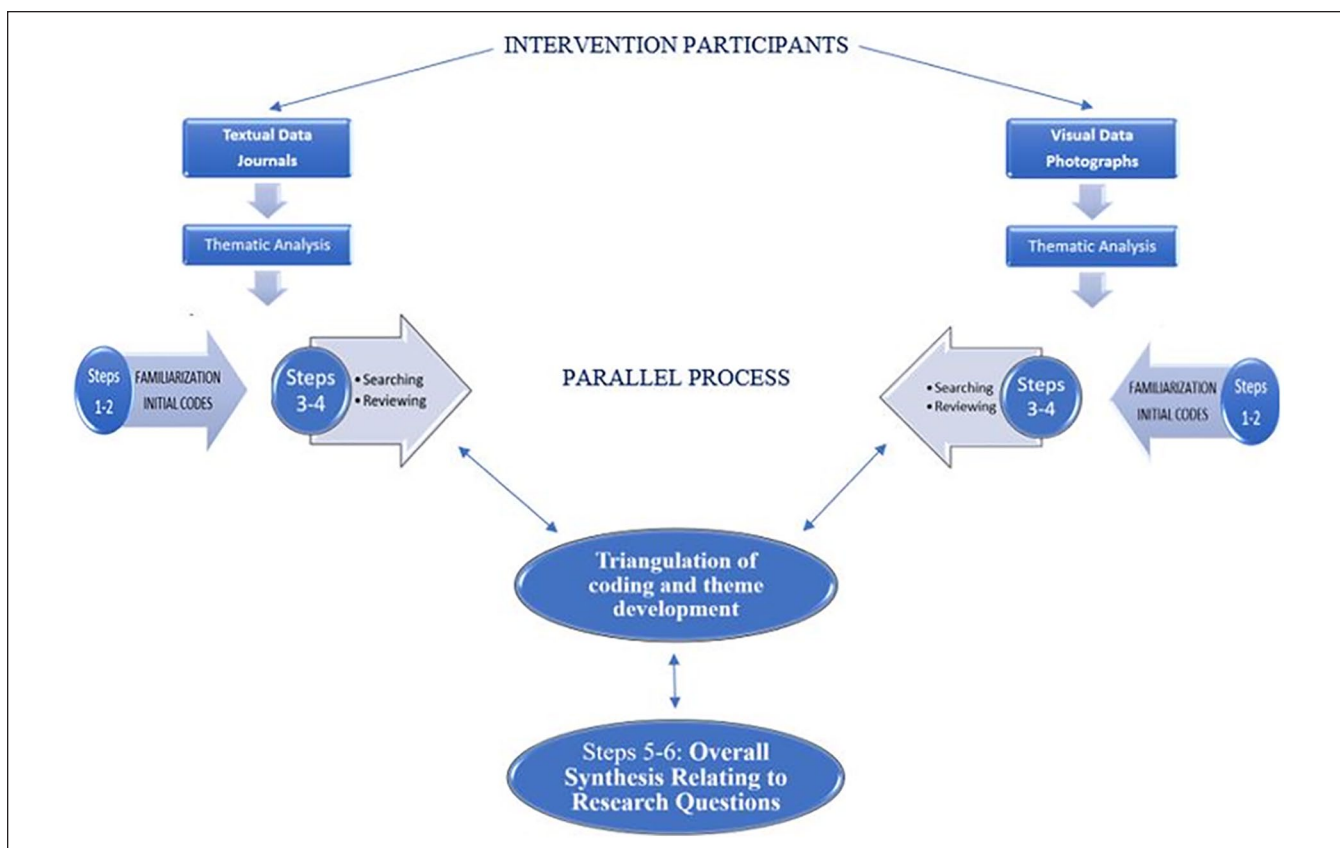 INTERVENTION PARTICIPANTS
Textual Data
Journals
Visual Data
Photographs
Thematic Analysis
Thematic Analysis
Steps
1-2
FAMILIARIZATION
INITIAL CODES
Steps
3-4
• Searching
• Reviewing
PARALLEL PROCESS
• Searching
• Reviewing
Steps
3-4
FAMILIARIZATION
INITIAL CODES
Steps
1-2
Triangulation of
coding and theme
development
Steps 5-6: Overall
Synthesis Relating to
Research Questions